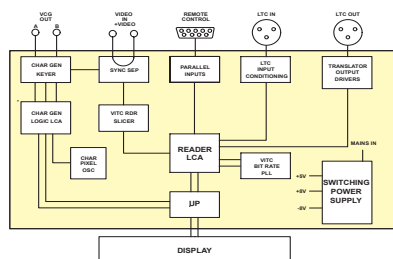 VCG
OUT
A B
VIDEO
IN
+VIDEO
REMOTE
CONTROL
LTC IN
LTC OUT
CHAR GEN
KEYER
SYNC SEP
PARALLEL
INPUTS
LTC
INPUT
CONDITIONING
TRANSLATOR
OUTPUT
DRIVERS
CHAR GEN
LOGIC LCA
VITC RDR
SLICER
CHAR
PIXEL
OSC
READER
LCA
VITC
BIT RATE
PLL
MAINS IN
SWITCHING
POWER
SUPPLY
+5V
+8V
-8V
μP
DISPLAY